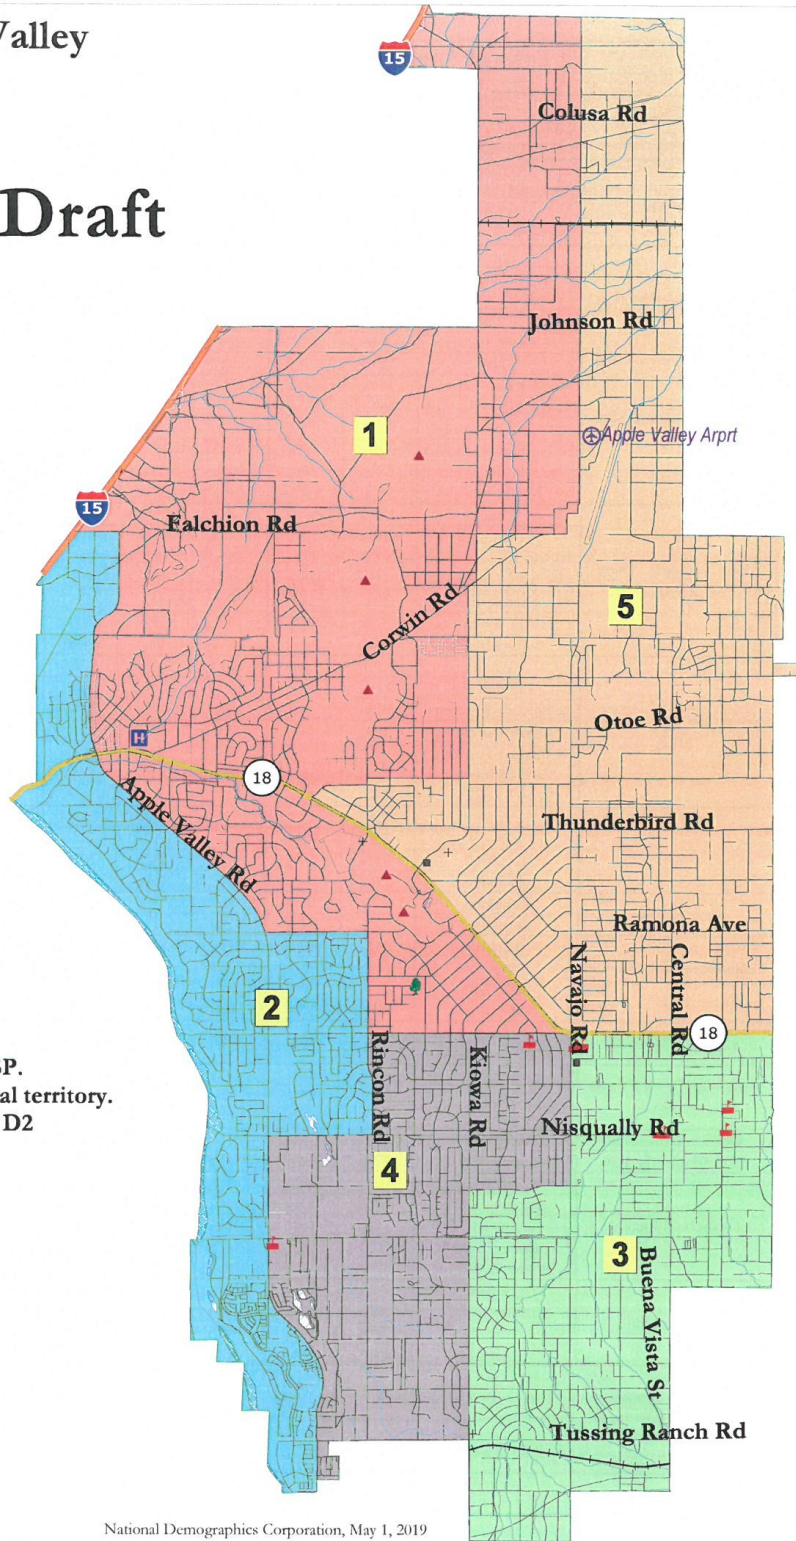 Valley
Draft
15
Colusa Rd
Johnson Rd
1
Apple Valley Arprt
15
Falchion Rd
5
Corwin Rd
Otoe Rd
H
18
Apple Valley Rd
Thunderbird Rd
Ramona Ave
Navajo Rd
Central Rd
2
18
Rincon Rd
Kiowa Rd
SP.
al territory.
D2
Nisqually Rd
4
3
Buena Vista St
Tussing Ranch Rd
National Demographics Corporation, May 1, 2019